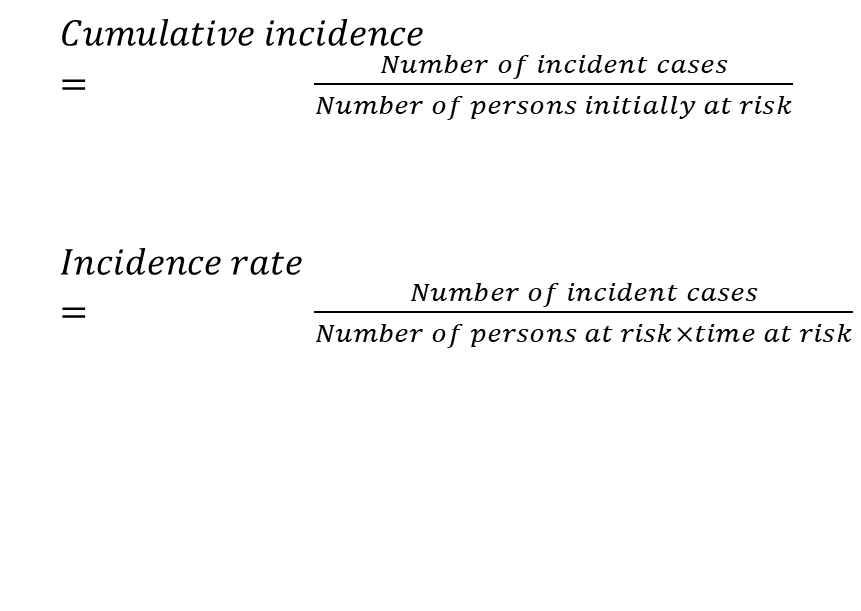 Cumulative incidence
= Number of incident cases
Number of persons initially at risk
Incidence rate
= Number of incident cases
Number of persons at risk×time at risk